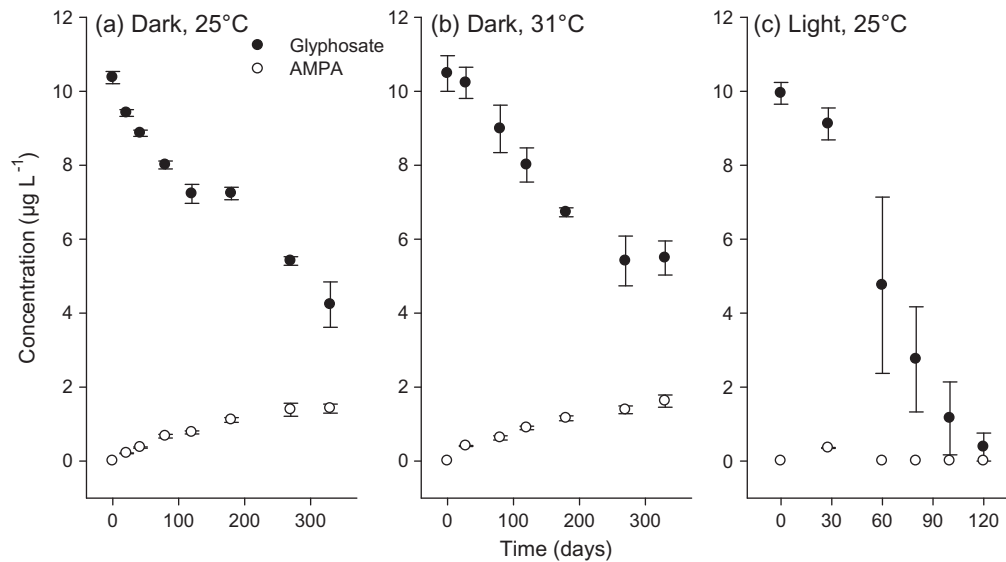 (a) Dark, 25°C
(b) Dark, 31°C
(c) Light, 25°C
Glyphosate
AMPA
Concentration (µg L⁻¹)
12
10
8
6
4
2
0
0 100 200 300
12
10
8
6
4
2
0
0 100 200 300
12
10
8
6
4
2
0
0 30 60 90 120
Time (days)